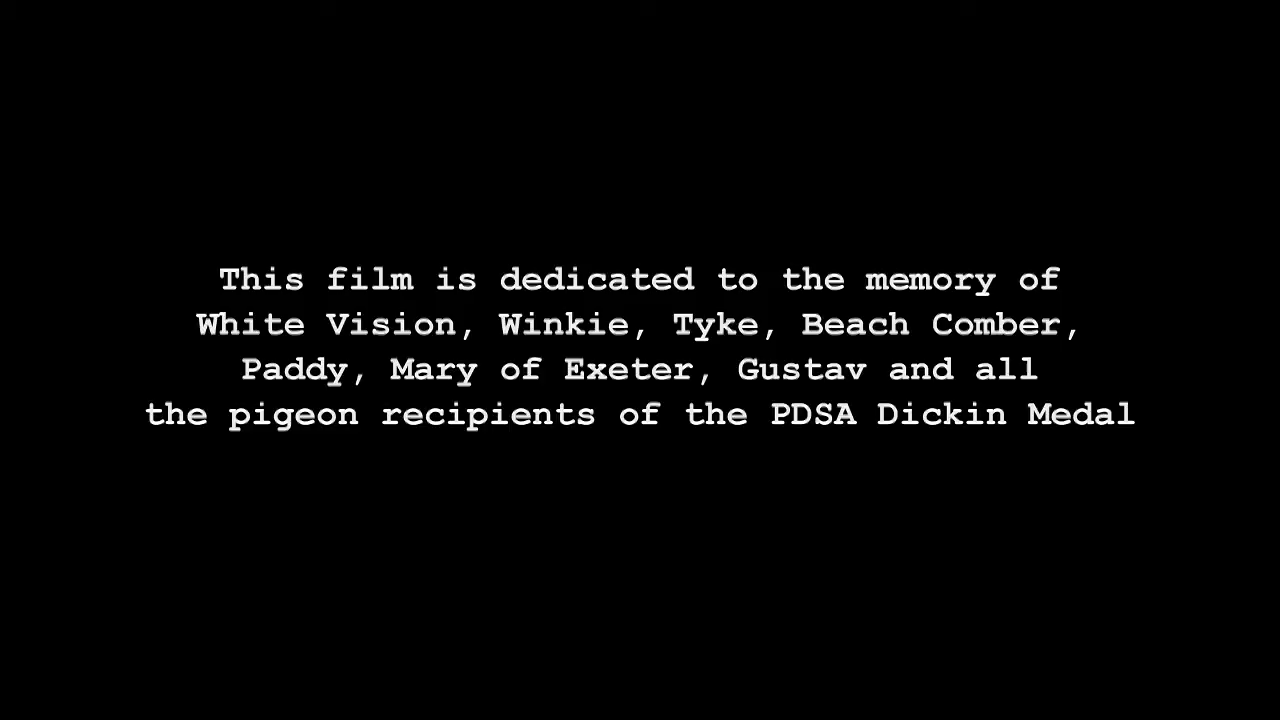 This film is dedicated to the memory of
White Vision, Winkie, Tyke, Beach Comber,
Paddy, Mary of Exeter, Gustav and all
the pigeon recipients of the PDSA Dickin Medal